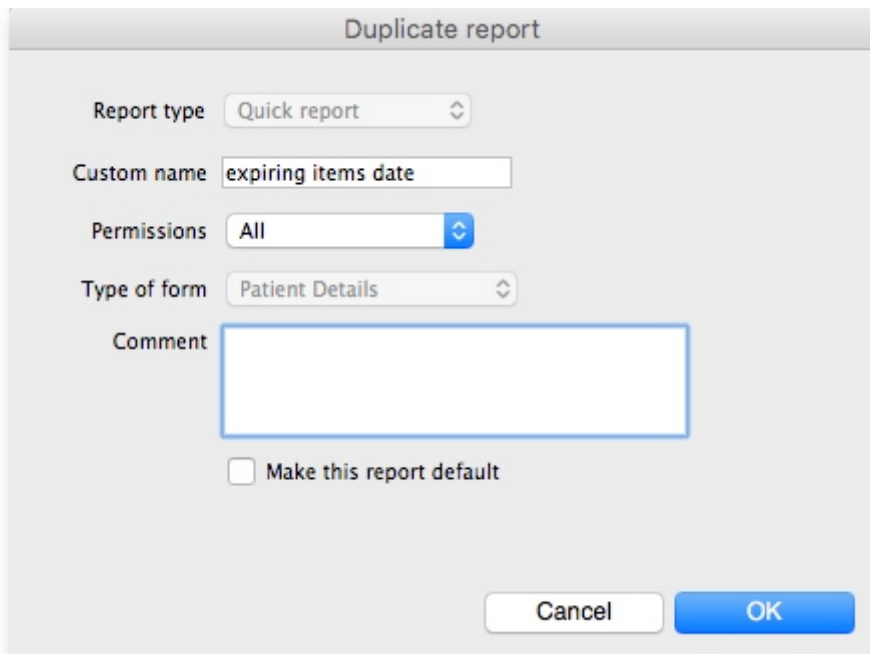 Duplicate report
Report type Quick report
Custom name expiring items date
Permissions All
Type of form Patient Details
Comment
Make this report default
Cancel OK